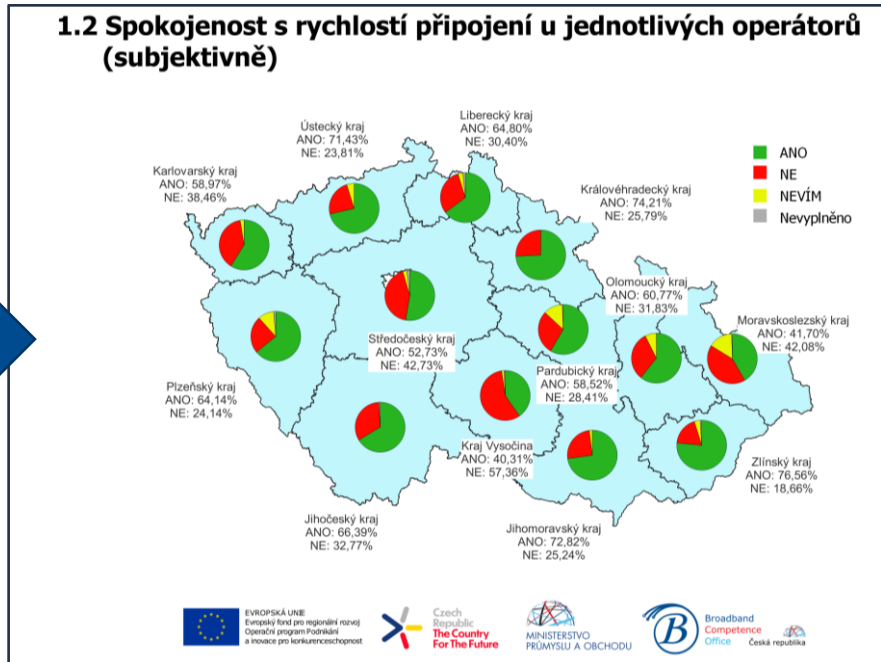 1.2 Spokojenost s rychlostí připojení u jednotlivých operátorů
(subjektivně)
Liberecký kraj
ANO: 64,80%
NE: 30,40%
Ústecký kraj
ANO: 71,43%
NE: 23,81%
Karlovarský kraj
ANO: 58,97%
NE: 38,46%
ANO
NE
NEVÍM
Nevyplněno
Královéhradecký kraj
ANO: 74,21%
NE: 25,79%
Olomoucký kraj
ANO: 60,77%
NE: 31,83%
Moravskoslezský kraj
ANO: 41,70%
NE: 42,08%
Středočeský kraj
ANO: 52,73%
NE: 42,73%
Pardubický kraj
ANO: 58,52%
NE: 28,41%
Plzeňský kraj
ANO: 64,14%
NE: 24,14%
Kraj Vysočina
ANO: 40,31%
NE: 57,36%
Zlínský kraj
ANO: 76,56%
NE: 18,66%
Jihočeský kraj
ANO: 66,39%
NE: 32,77%
Jihomoravský kraj
ANO: 72,82%
NE: 25,24%
EVROPSKÁ UNIE
Evropský fond pro regionální rozvoj
Operační program Podnikání
a inovace pro konkurenceschopnost
Czech
Republic
The Country
For The Future
MINISTERSTVO
PRŮMYSLU A OBCHODU
B
Broadband
Competence
Office
Česká republika